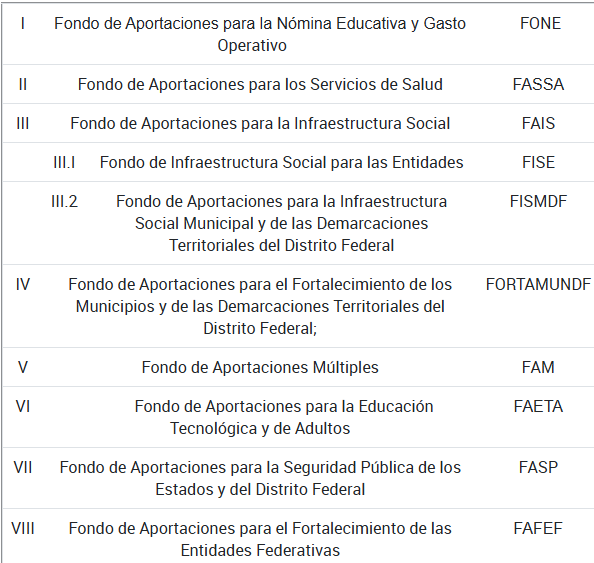 I Fondo de Aportaciones para la Nómina Educativa y Gasto FONE
Operativo
II Fondo de Aportaciones para los Servicios de Salud FASSA
III Fondo de Aportaciones para la Infraestructura Social FAIS
III.I Fondo de Infraestructura Social para las Entidades FISE
III.2 Fondo de Aportaciones para la Infraestructura FISMDF
Social Municipal y de las Demarcaciones
Territoriales del Distrito Federal
IV Fondo de Aportaciones para el Fortalecimiento de los FORTAMUNDF
Municipios y de las Demarcaciones Territoriales del
Distrito Federal;
V Fondo de Aportaciones Múltiples FAM
VI Fondo de Aportaciones para la Educación FAETA
Tecnológica y de Adultos
VII Fondo de Aportaciones para la Seguridad Pública de los FASP
Estados y del Distrito Federal
VIII Fondo de Aportaciones para el Fortalecimiento de las FAFEF
Entidades Federativas